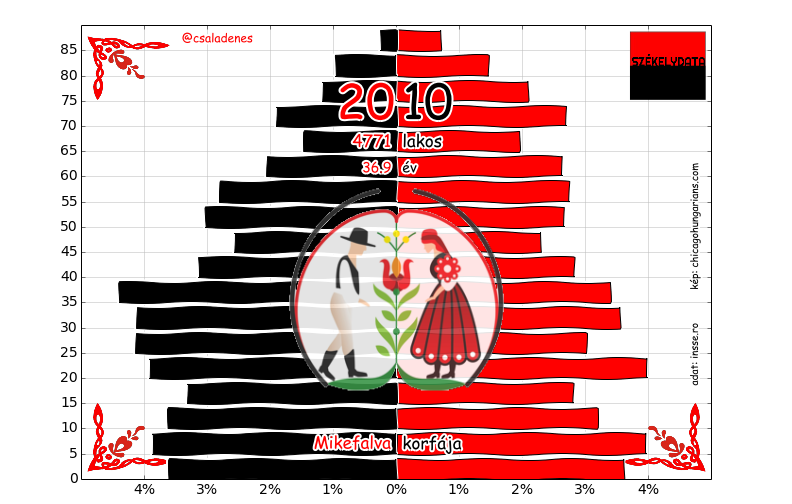 @csaladenes
SZÉKELYDATA
2010
4771 lakos
36.9 év
kép: chicagohungarians.com
adat: insse.ro
Mikefalva korfája
85
80
75
70
65
60
55
50
45
40
35
30
25
20
15
10
5
0
4% 3% 2% 1% 0% 1% 2% 3% 4%